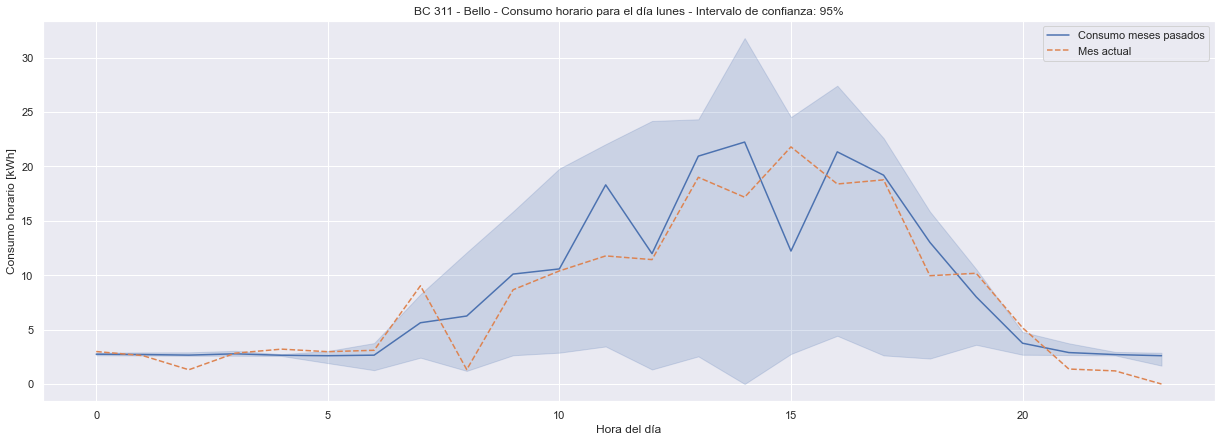 BC 311 - Bello - Consumo horario para el día lunes - Intervalo de confianza: 95%
Consumo meses pasados
Mes actual
Consumo horario [kWh]
30
25
20
15
10
5
0
0 5 10 15 20
Hora del día